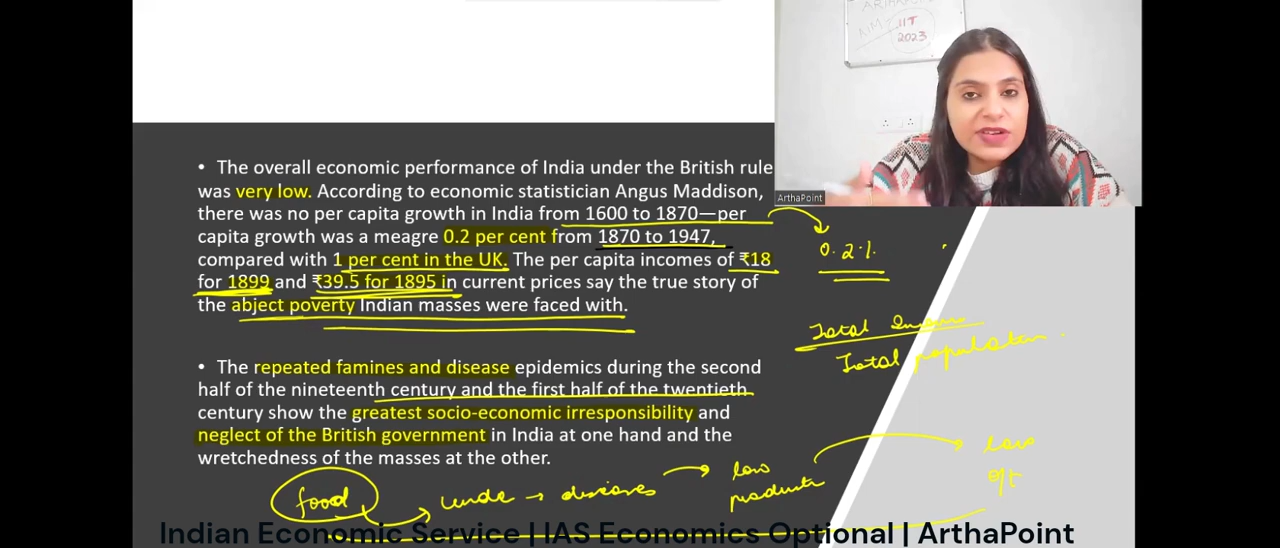 ARTHAPOINT
IIT
2023
ArthaPoint
• The overall economic performance of India under the British rule
was very low. According to economic statistician Angus Maddison,
there was no per capita growth in India from 1600 to 1870—per
capita growth was a meagre 0.2 per cent from 1870 to 1947,
compared with 1 per cent in the UK. The per capita incomes of ₹18
for 1899 and ₹39.5 for 1895 in current prices say the true story of
the abject poverty Indian masses were faced with.
0.2%
Total Income
Total population
• The repeated famines and disease epidemics during the second
half of the nineteenth century and the first half of the twentieth
century show the greatest socio-economic irresponsibility and
neglect of the British government in India at one hand and the
wretchedness of the masses at the other.
food
unde
diseases
low
low
o/t
Indian Economic Service | IAS Economics Optional | ArthaPoint